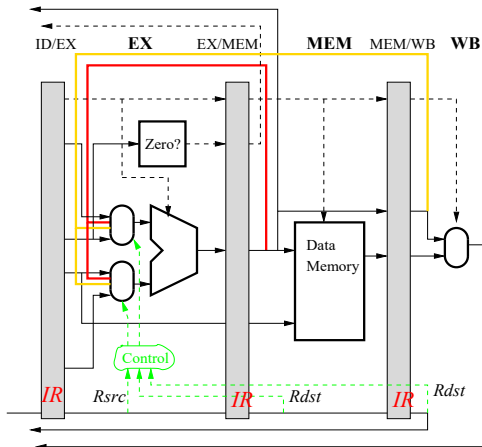 ID/EX EX EX/MEM MEM MEM/WB WB
Zero?
Data
Memory
Control
IR Rsrc IR Rdst IR Rdst